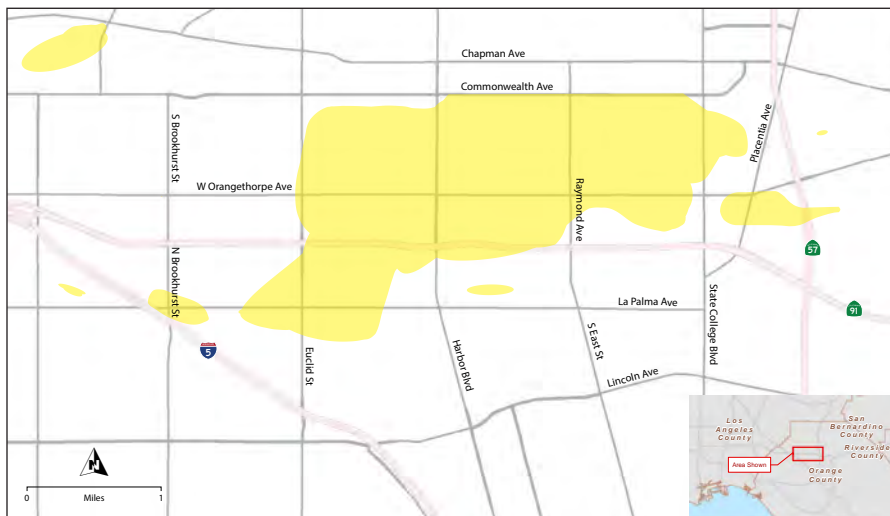 Chapman Ave
Commonwealth Ave
S Brookhurst St
Placentia Ave
W Orangethorpe Ave
Raymond Ave
57
N Brookhurst St
La Palma Ave
State College Blvd
91
5
Euclid St
Harbor Blvd
S East St
Lincoln Ave
N
0
1
Miles
Los
Angeles
County
San
Bernardino
County
Riverside
County
Area Shown
Orange
County